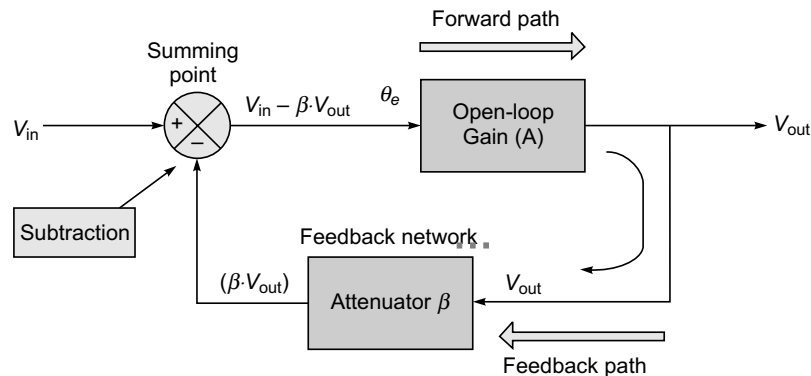 Forward path
Summing
point
V_in
+
−
V_in − β·V_out
θ_e
Open-loop
Gain (A)
V_out
Subtraction
Feedback network
(β·V_out)
Attenuator β
V_out
Feedback path